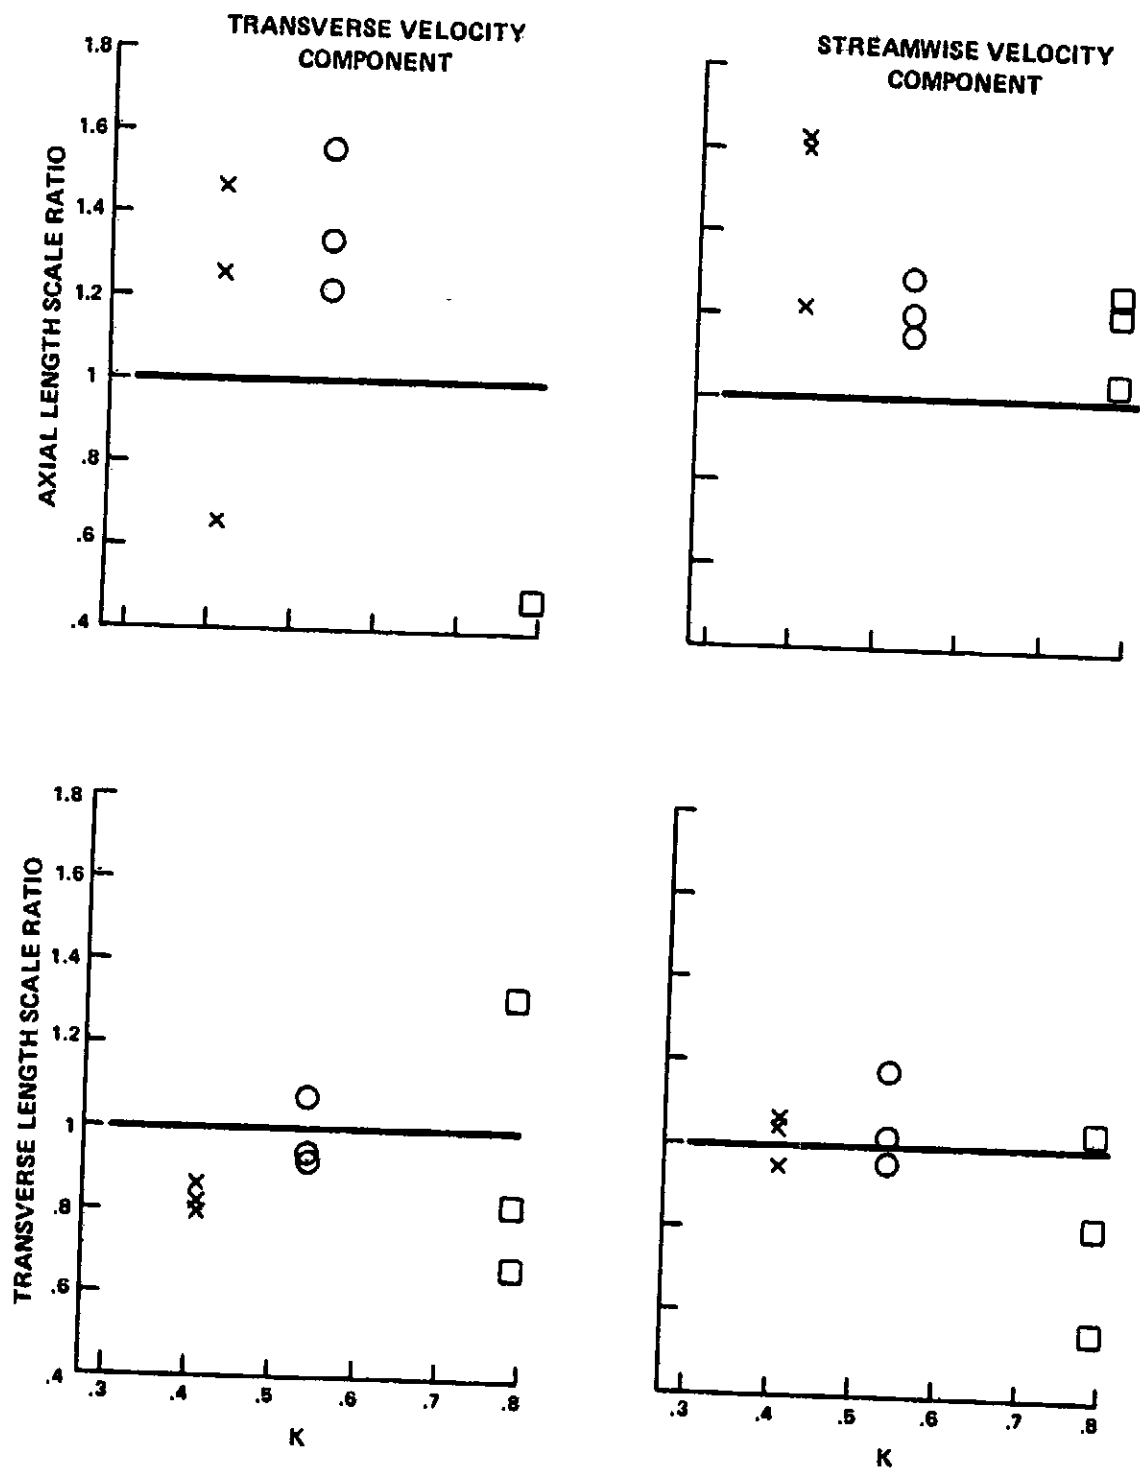 TRANSVERSE VELOCITY
COMPONENT
STREAMWISE VELOCITY
COMPONENT
AXIAL LENGTH SCALE RATIO
1.8
1.6
1.4
1.2
1
.8
.6
.4
TRANSVERSE LENGTH SCALE RATIO
1.8
1.6
1.4
1.2
1
.8
.6
.4
.3 .4 .5 .6 .7 .8
K
.3 .4 .5 .6 .7 .8
K